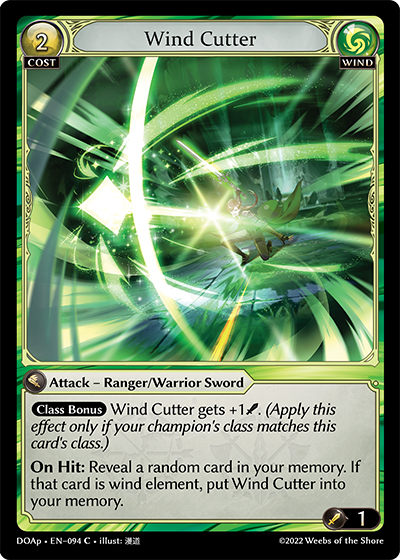 2
Wind Cutter
COST
WIND
Attack – Ranger/Warrior Sword
Class Bonus Wind Cutter gets +1. (Apply this
effect only if your champion's class matches
this card's class.)
On Hit: Reveal a random card in your memory. If
that card is wind element, put Wind Cutter into
your memory.
1
DOAp • EN-094 C • illust: 漫道
©2022 Weebs of the Shore